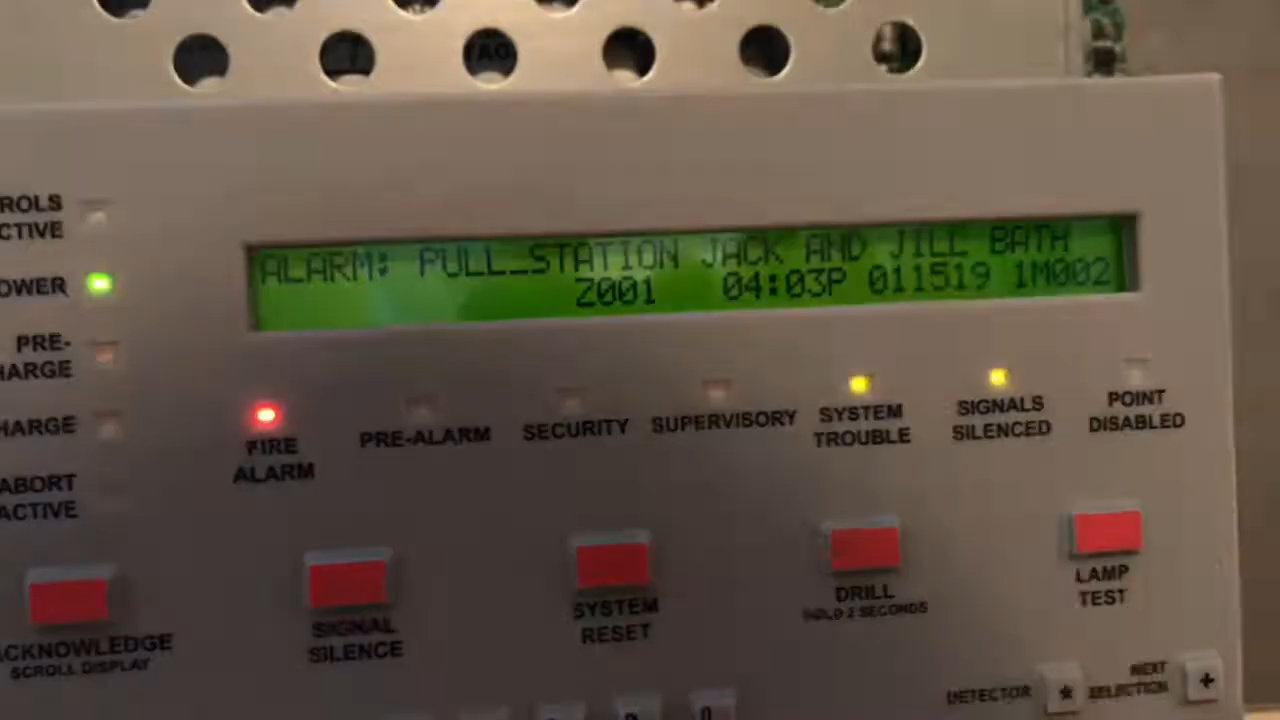 ROLS
CTIVE
OWER
PRE-
HARGE
HARGE
ABORT
ACTIVE
ALARM: PULL_STATION JACK AND JILL BATH
Z001 04:03P 011519 1M002
FIRE
ALARM
PRE-ALARM
SECURITY
SUPERVISORY
SYSTEM
TROUBLE
SIGNALS
SILENCED
POINT
DISABLED
ACKNOWLEDGE
SCROLL DISPLAY
SIGNAL
SILENCE
SYSTEM
RESET
DRILL
HOLD 2 SECONDS
LAMP
TEST
DETECTOR *
NEXT
SELECTION +